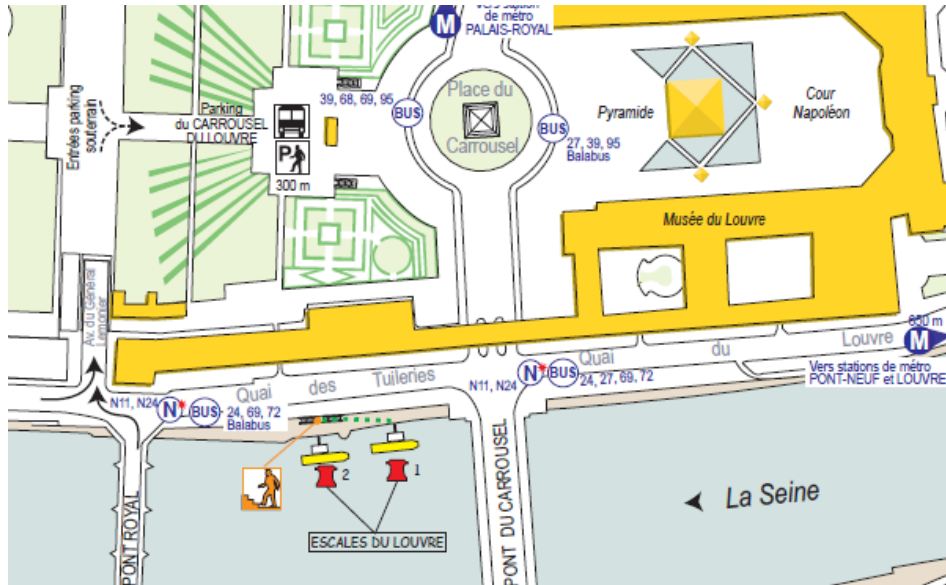 Vers station
de métro
PALAIS-ROYAL
M
Entrées parking
souterrain
Parking
du CARROUSEL
DU LOUVRE
P
300 m
39, 68, 69, 95
BUS
Place du
Carrousel
BUS
27, 39, 95
Balabus
Pyramide
Cour
Napoléon
Musée du Louvre
Av. du Général
Lemonier
650 m
M
Vers stations de métro
PONT-NEUF et LOUVRE
Quai du Louvre
N11, N24
N*
BUS
24, 27, 69, 72
Quai des Tuileries
N11, N24
N*
BUS
24, 69, 72
Balabus
2
1
ESCALES DU LOUVRE
PONT ROYAL
PONT DU CARROUSEL
La Seine